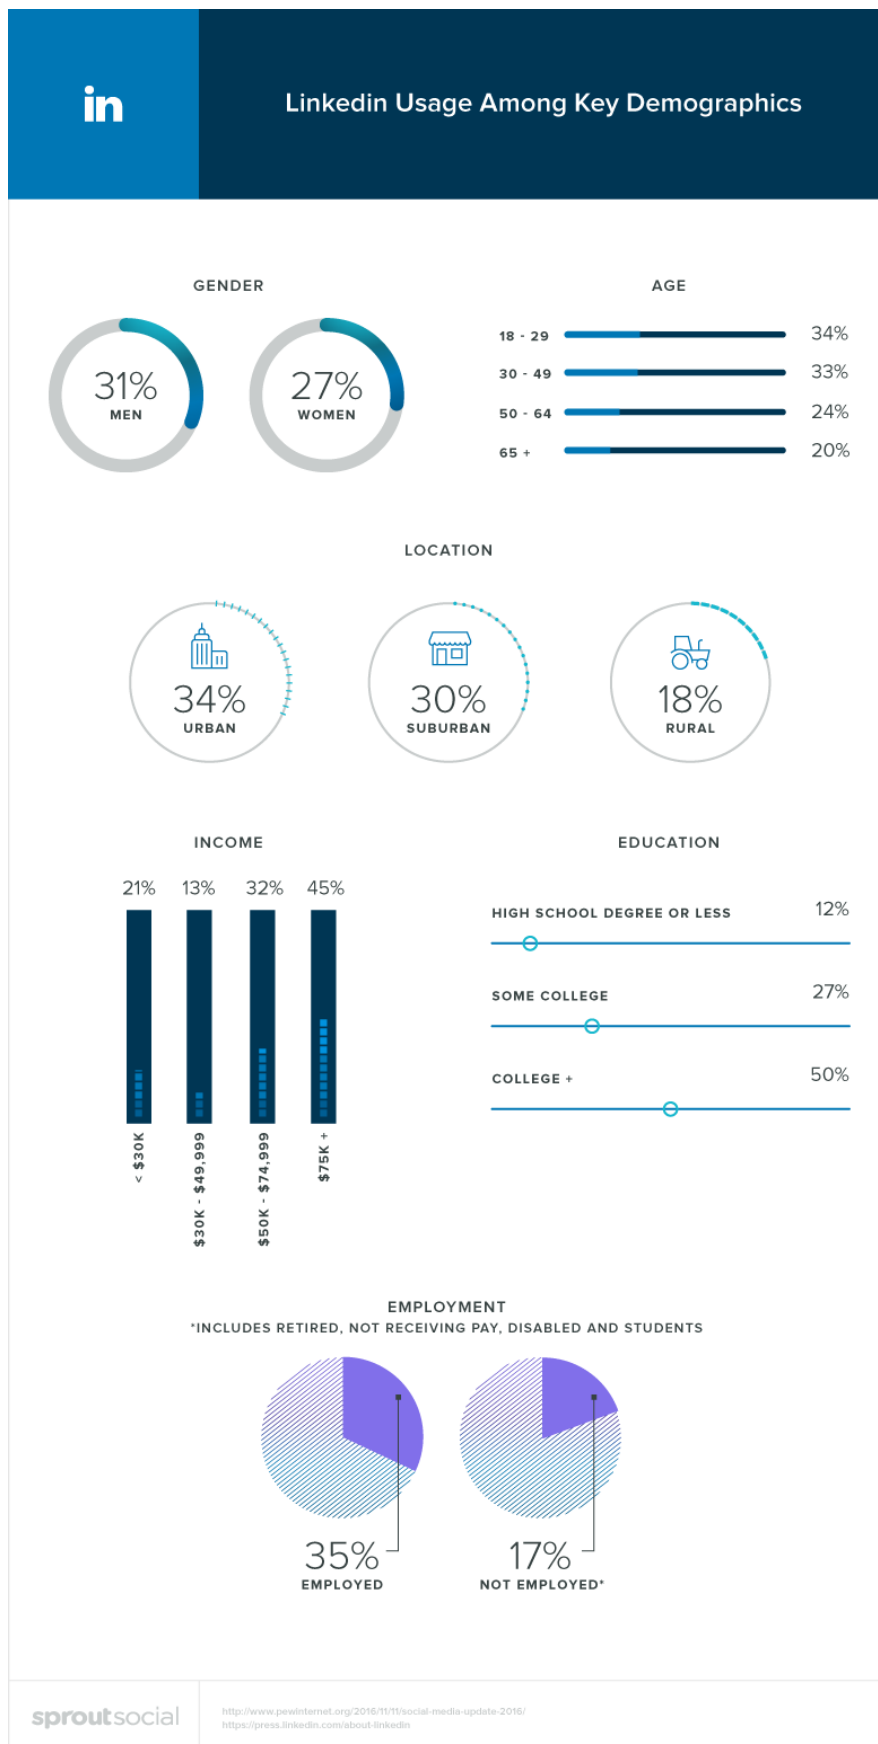 in
Linkedin Usage Among Key Demographics
GENDER
31%
MEN
27%
WOMEN
AGE
18 - 29 34%
30 - 49 33%
50 - 64 24%
65 + 20%
LOCATION
34%
URBAN
30%
SUBURBAN
18%
RURAL
INCOME
21% 13% 32% 45%
< $30K
$30K - $49,999
$50K - $74,999
$75K +
EDUCATION
HIGH SCHOOL DEGREE OR LESS 12%
SOME COLLEGE 27%
COLLEGE + 50%
EMPLOYMENT
*INCLUDES RETIRED, NOT RECEIVING PAY, DISABLED AND STUDENTS
35%
EMPLOYED
17%
NOT EMPLOYED*
sproutsocial
http://www.pewinternet.org/2016/11/11/social-media-update-2016/
https://press.linkedin.com/about-linkedin